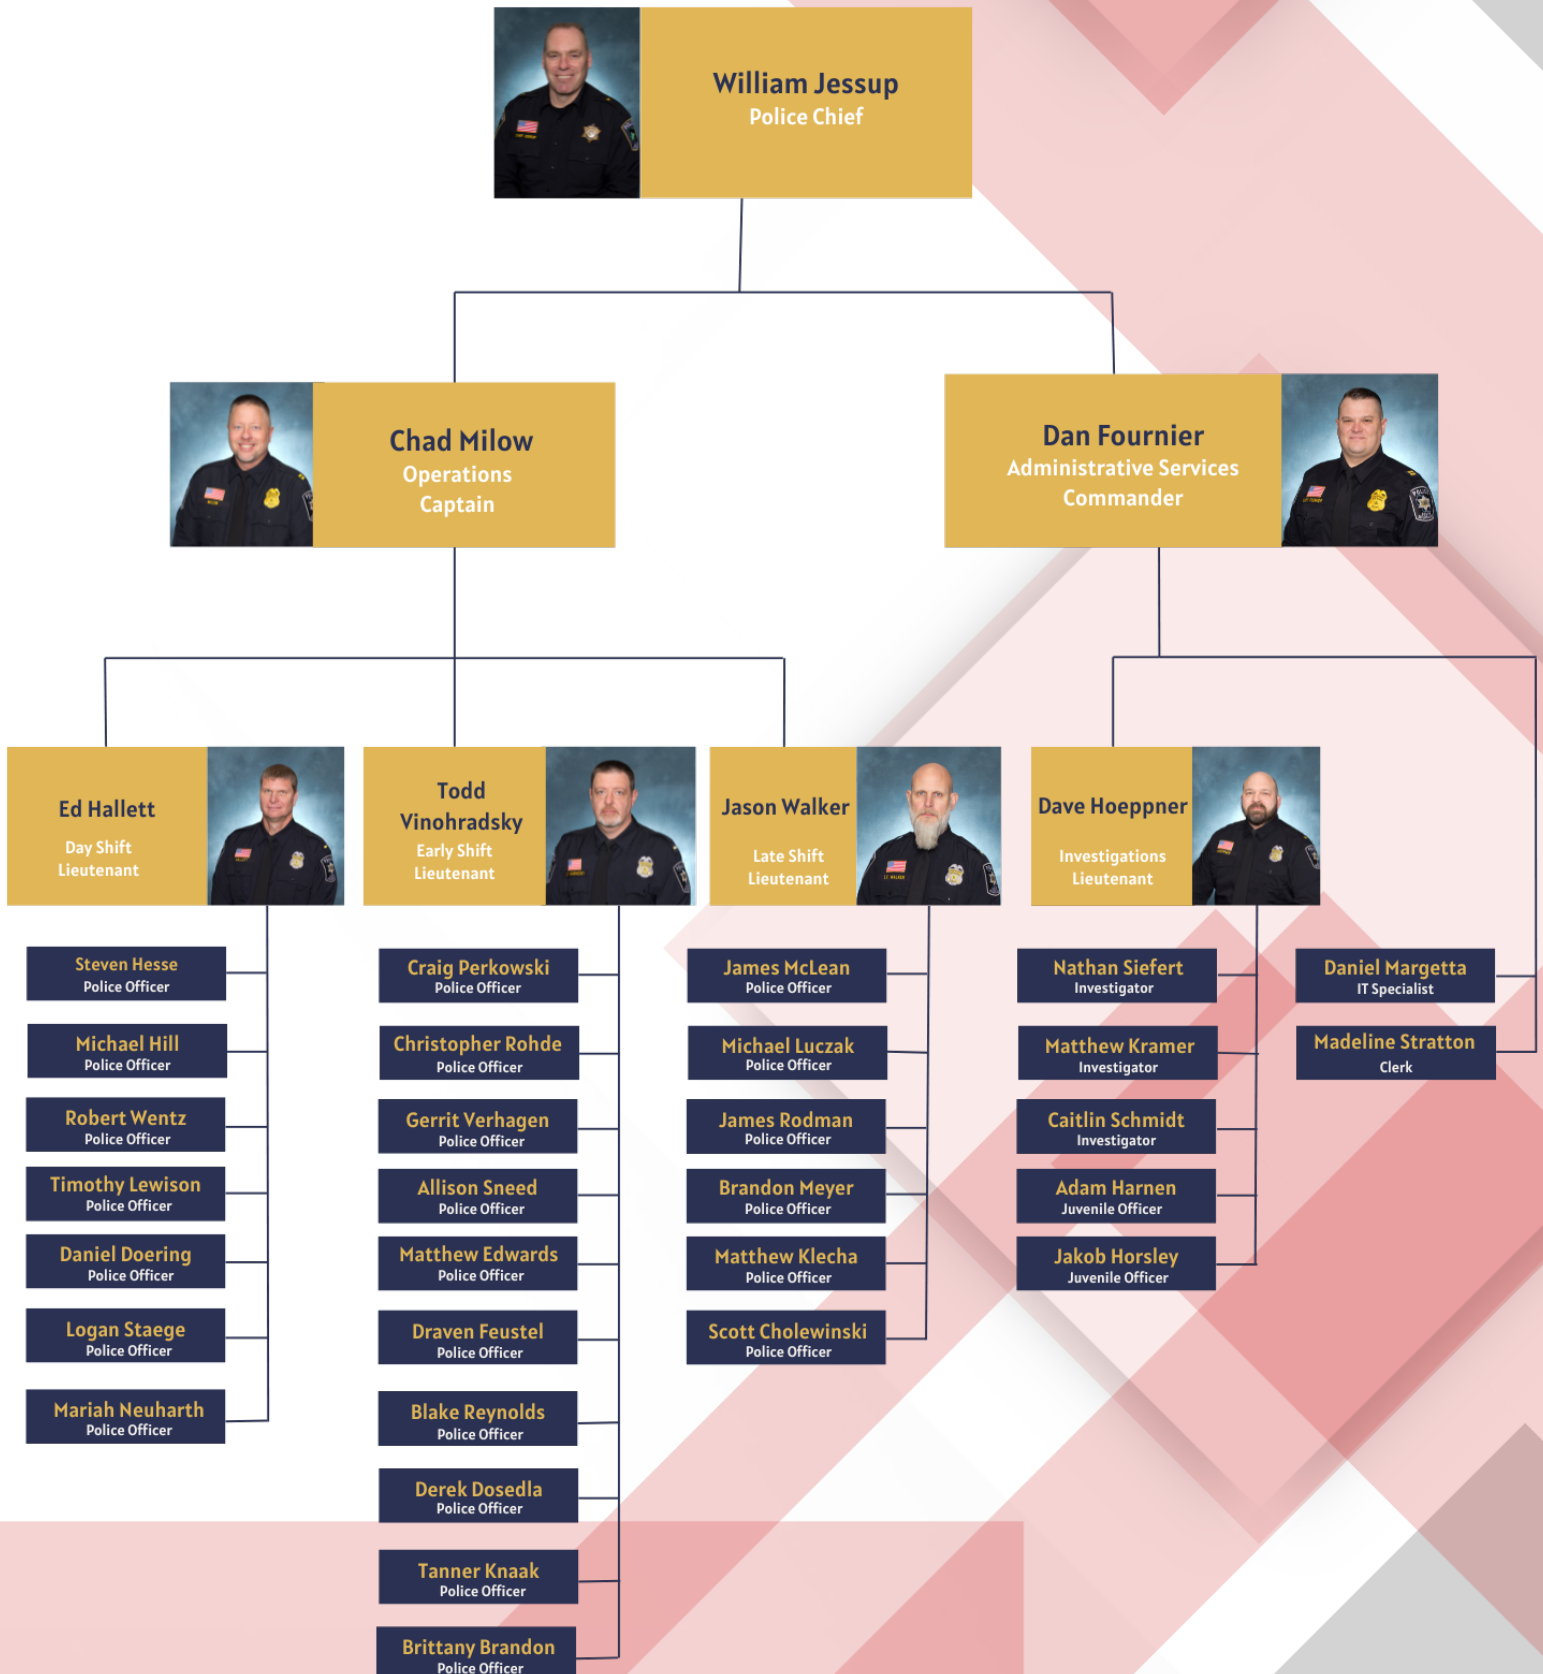 William Jessup
Police Chief
Chad Milow
Operations
Captain
Dan Fournier
Administrative Services
Commander
Ed Hallett
Day Shift
Lieutenant
Todd
Vinohradsky
Early Shift
Lieutenant
Jason Walker
Late Shift
Lieutenant
Dave Hoeppner
Investigations
Lieutenant
Steven Hesse
Police Officer
Michael Hill
Police Officer
Robert Wentz
Police Officer
Timothy Lewison
Police Officer
Daniel Doering
Police Officer
Logan Staege
Police Officer
Mariah Neuharth
Police Officer
Craig Perkowski
Police Officer
Christopher Rohde
Police Officer
Gerrit Verhagen
Police Officer
Allison Sneed
Police Officer
Matthew Edwards
Police Officer
Draven Feustel
Police Officer
Blake Reynolds
Police Officer
Derek Dosedla
Police Officer
Tanner Knaak
Police Officer
Brittany Brandon
Police Officer
James McLean
Police Officer
Michael Luczak
Police Officer
James Rodman
Police Officer
Brandon Meyer
Police Officer
Matthew Klecha
Police Officer
Scott Cholewinski
Police Officer
Nathan Siefert
Investigator
Matthew Kramer
Investigator
Caitlin Schmidt
Investigator
Adam Harnen
Juvenile Officer
Jakob Horsley
Juvenile Officer
Daniel Margetta
IT Specialist
Madeline Stratton
Clerk